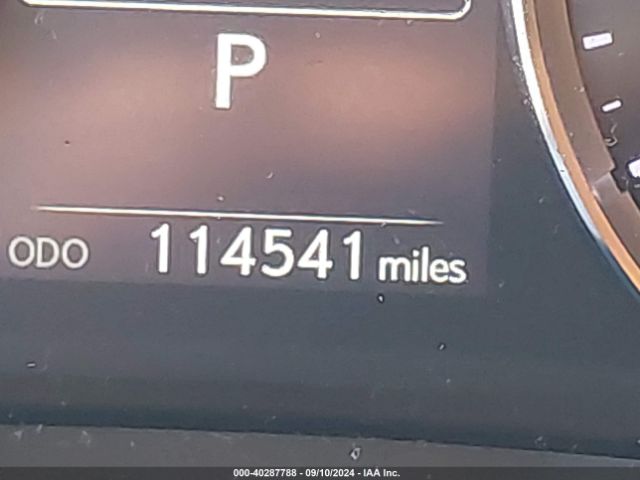 P
ODO 114541 miles
000-40287788 - 09/10/2024 - IAA Inc.